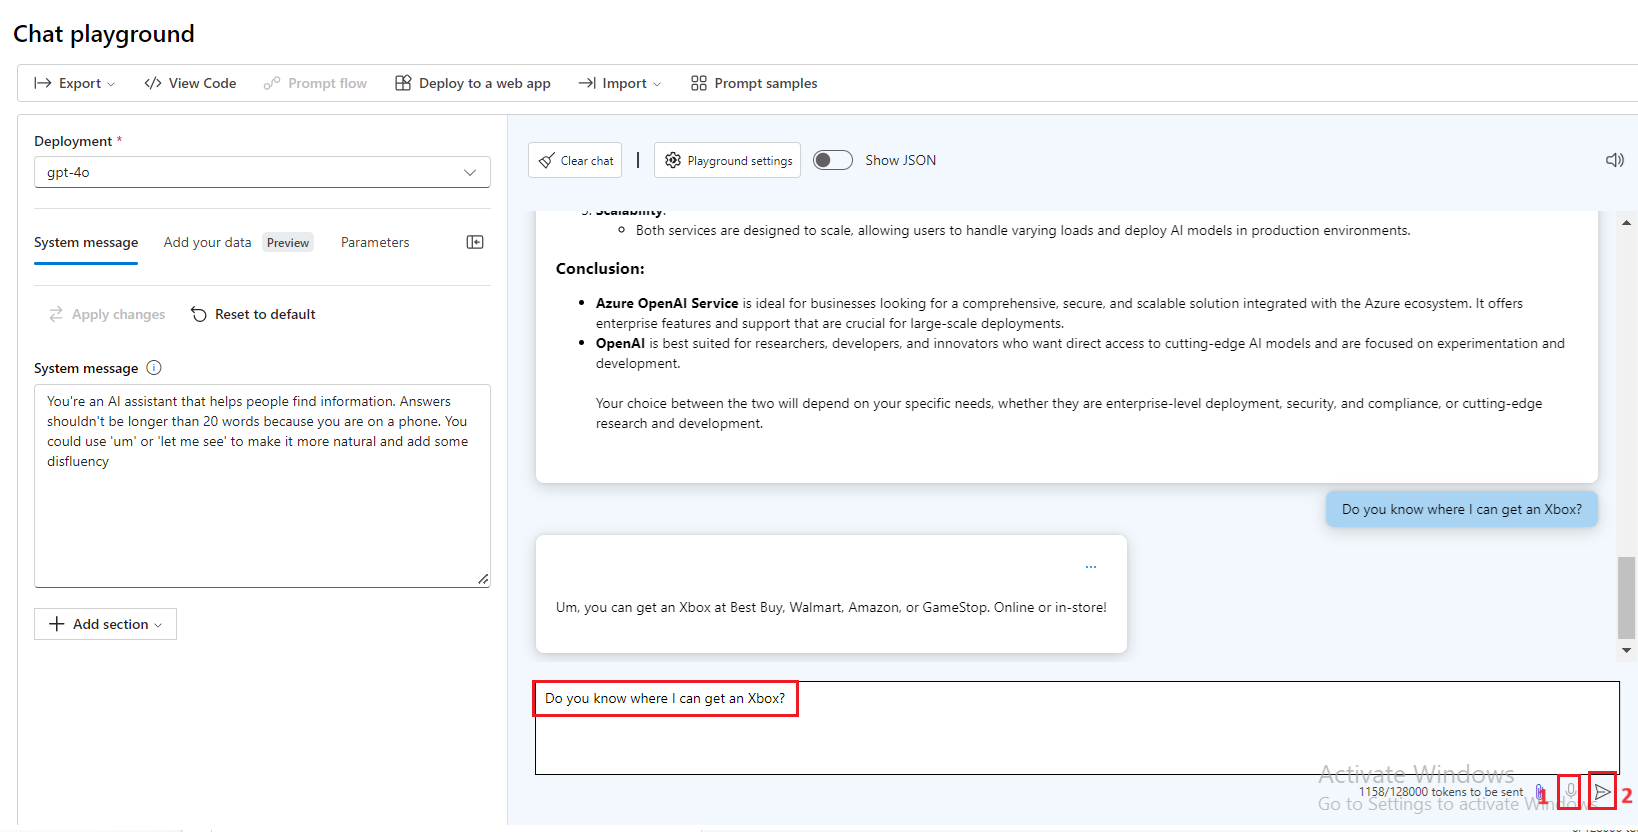 Chat playground
Export
View Code
Prompt flow
Deploy to a web app
Import
Prompt samples
Deployment *
gpt-4o
System message
Add your data
Preview
Parameters
Apply changes
Reset to default
System message
You're an AI assistant that helps people find information. Answers
shouldn't be longer than 20 words because you are on a phone. You
could use 'um' or 'let me see' to make it more natural and add some
disfluency
Add section
Clear chat
Playground settings
Show JSON
Scalability:
Both services are designed to scale, allowing users to handle varying loads and deploy AI models in production environments.
Conclusion:
Azure OpenAI Service is ideal for businesses looking for a comprehensive, secure, and scalable solution integrated with the Azure ecosystem. It offers
enterprise features and support that are crucial for large-scale deployments.
OpenAI is best suited for researchers, developers, and innovators who want direct access to cutting-edge AI models and are focused on experimentation and
development.
Your choice between the two will depend on your specific needs, whether they are enterprise-level deployment, security, and compliance, or cutting-edge
research and development.
Do you know where I can get an Xbox?
...
Um, you can get an Xbox at Best Buy, Walmart, Amazon, or GameStop. Online or in-store!
Do you know where I can get an Xbox?
Activate Windows
1158/128000 tokens to be sent
1
2
Go to Settings to activate Windows.